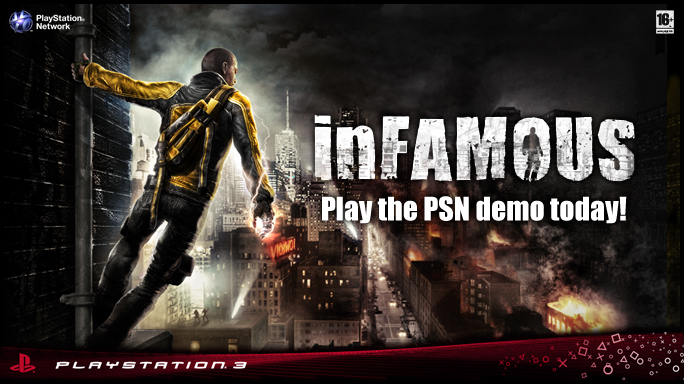 PlayStation
Network
16+
inFAMOUS
Play the PSN demo today!
PLAYSTATION 3